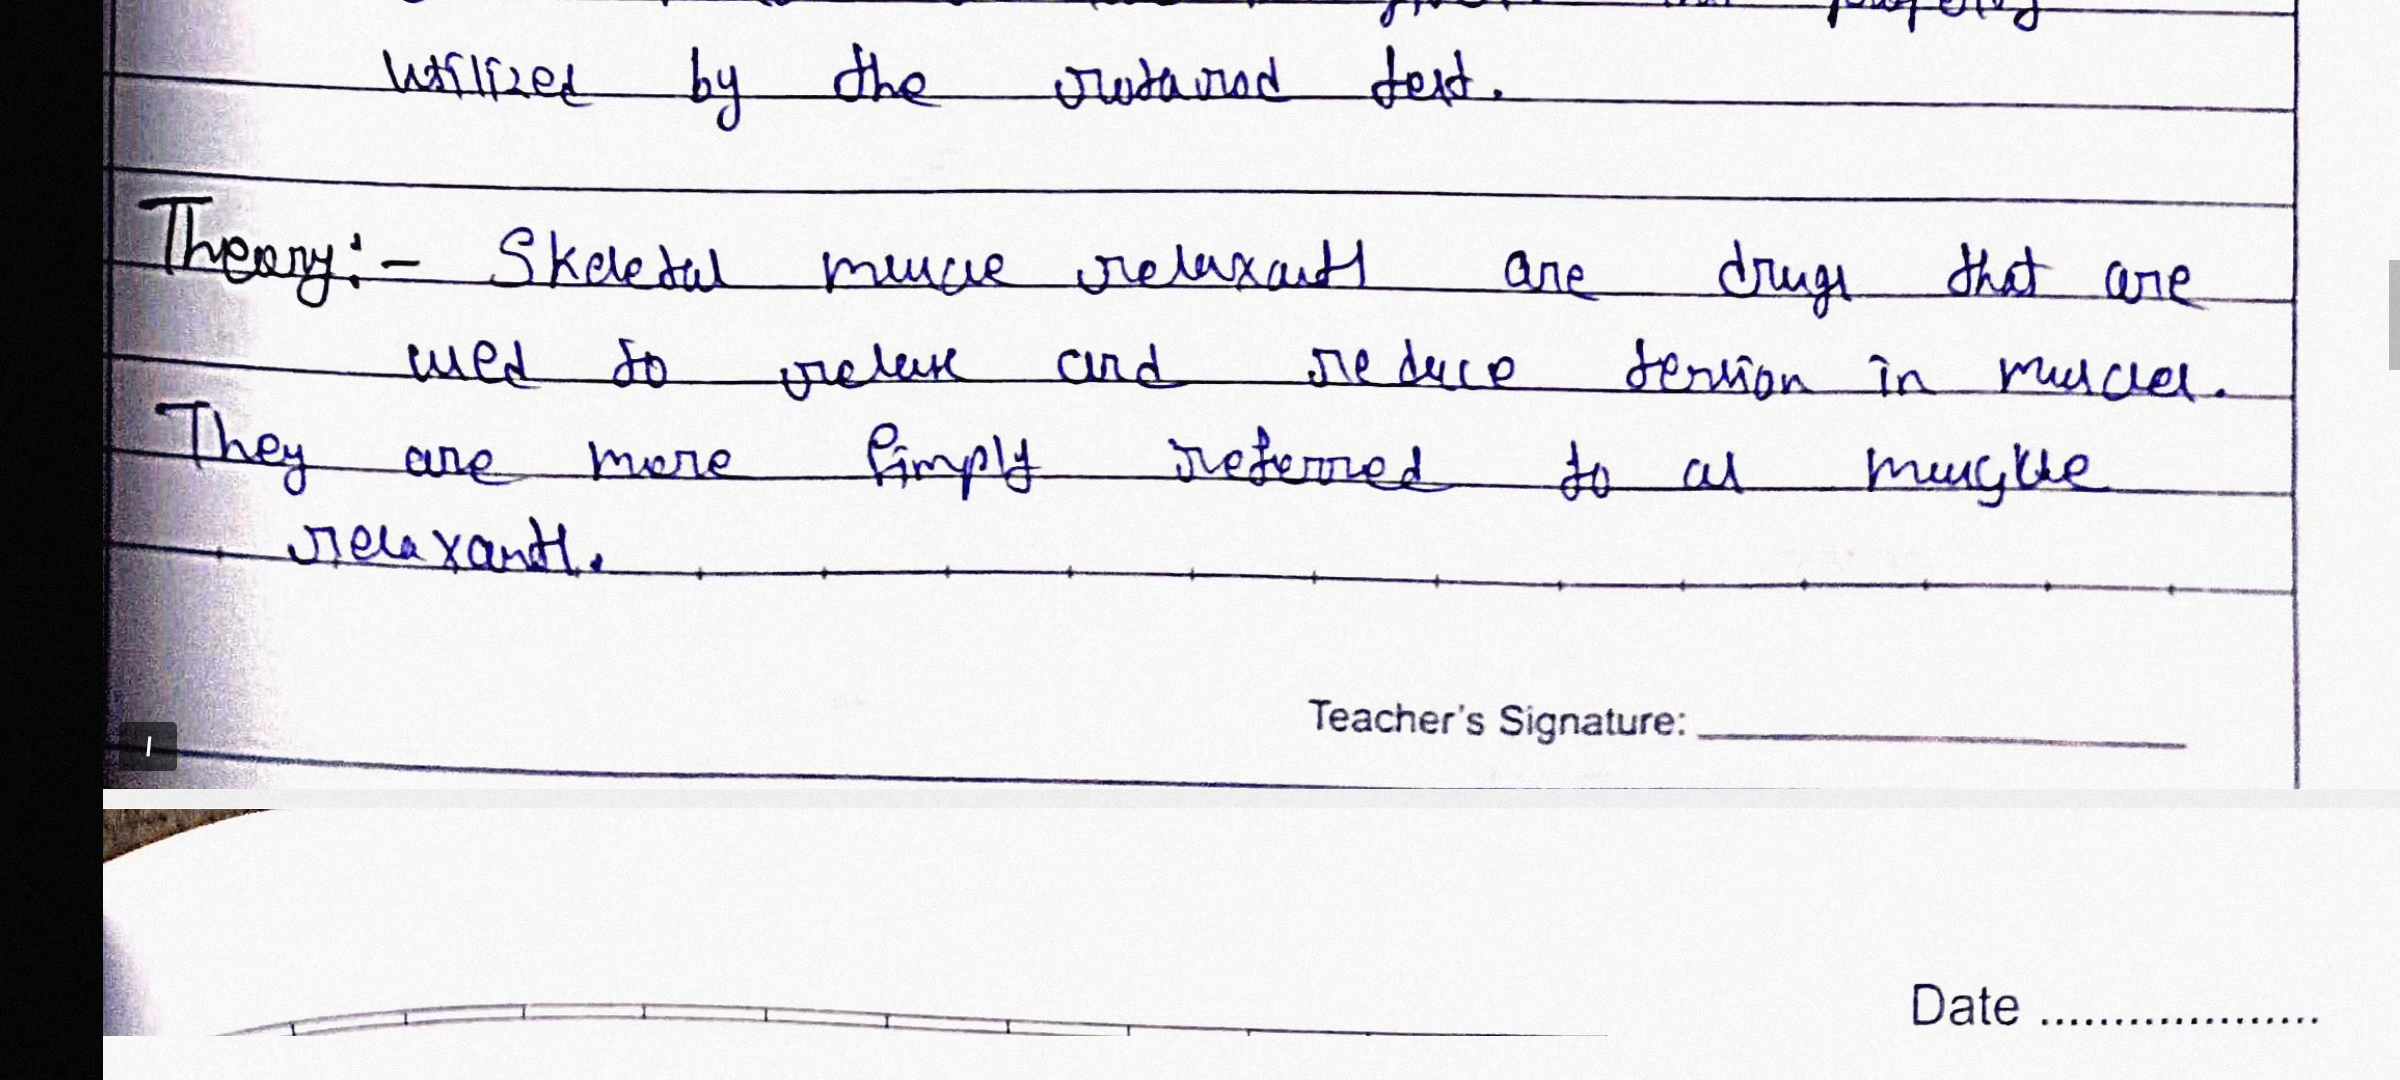 utilized by the rotarod test.
Theory:- Skeletal muscle relaxants are drugs that are
used to relax and reduce tension in muscles.
They are more simply referred to as muscle
relaxants.
Teacher's Signature:
Date ...................